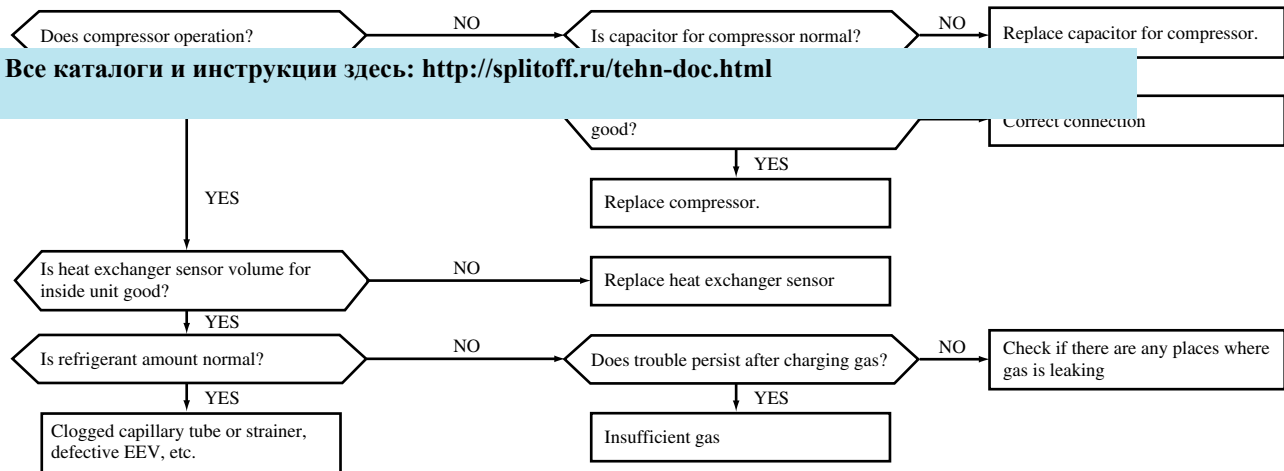 Does compressor operation?
NO
Is capacitor for compressor normal?
NO
Replace capacitor for compressor.
Все каталоги и инструкции здесь: http://splitoff.ru/tehn-doc.html
good?
Correct connection
YES
YES
Replace compressor.
Is heat exchanger sensor volume for
inside unit good?
NO
Replace heat exchanger sensor
YES
Is refrigerant amount normal?
NO
Does trouble persist after charging gas?
NO
Check if there are any places where
gas is leaking
YES
YES
Clogged capillary tube or strainer,
defective EEV, etc.
Insufficient gas